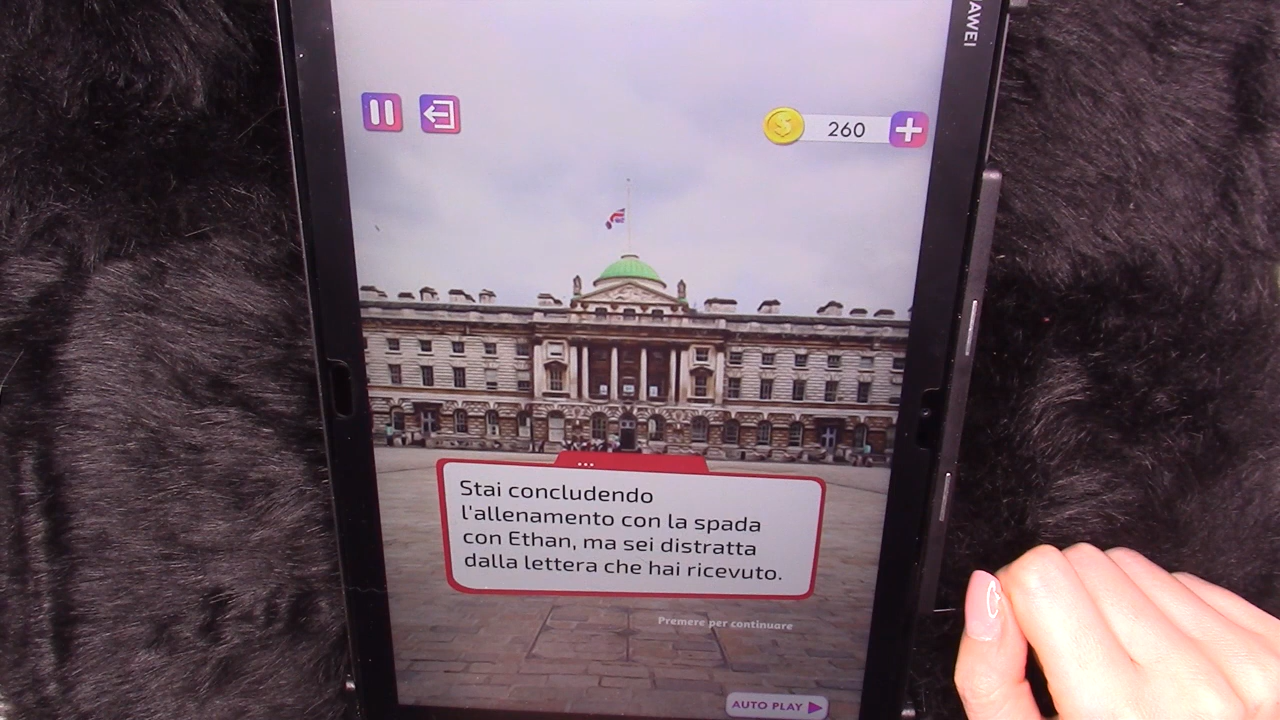 AWEI
260
...
Stai concludendo
l'allenamento con la spada
con Ethan, ma sei distratta
dalla lettera che hai ricevuto.
Premere per continuare
AUTO PLAY